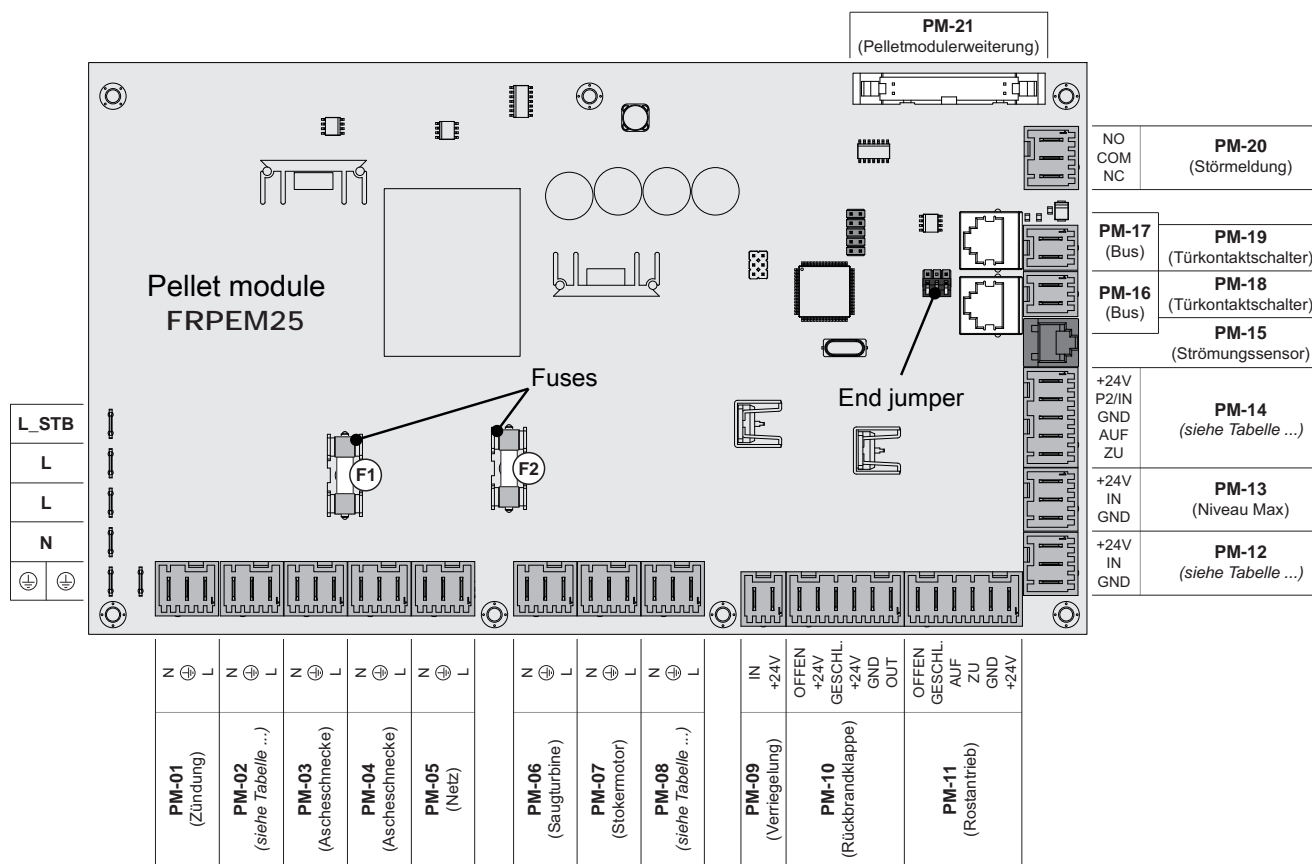 PM-21
(Pelletmodulerweiterung)
NO
COM
NC
PM-20
(Störmeldung)
PM-17
(Bus)
PM-19
(Türkontaktschalter)
PM-16
(Bus)
PM-18
(Türkontaktschalter)
PM-15
(Strömungssensor)
Pellet module
FRPEM25
Fuses
End jumper
F1
F2
+24V
P2/IN
GND
AUF
ZU
PM-14
(siehe Tabelle ...)
+24V
IN
GND
PM-13
(Niveau Max)
+24V
IN
GND
PM-12
(siehe Tabelle ...)
L_STB
L
L
N
N L
PM-01
(Zündung)
N L
PM-02
(siehe Tabelle ...)
N L
PM-03
(Ascheschnecke)
N L
PM-04
(Ascheschnecke)
N L
PM-05
(Netz)
N L
PM-06
(Saugturbine)
N L
PM-07
(Stokermotor)
N L
PM-08
(siehe Tabelle ...)
IN
+24V
PM-09
(Verriegelung)
OFFEN
+24V
GESCHL.
+24V
GND
OUT
PM-10
(Rückbrandklappe)
OFFEN
GESCHL.
AUF
ZU
GND
+24V
PM-11
(Rostantrieb)